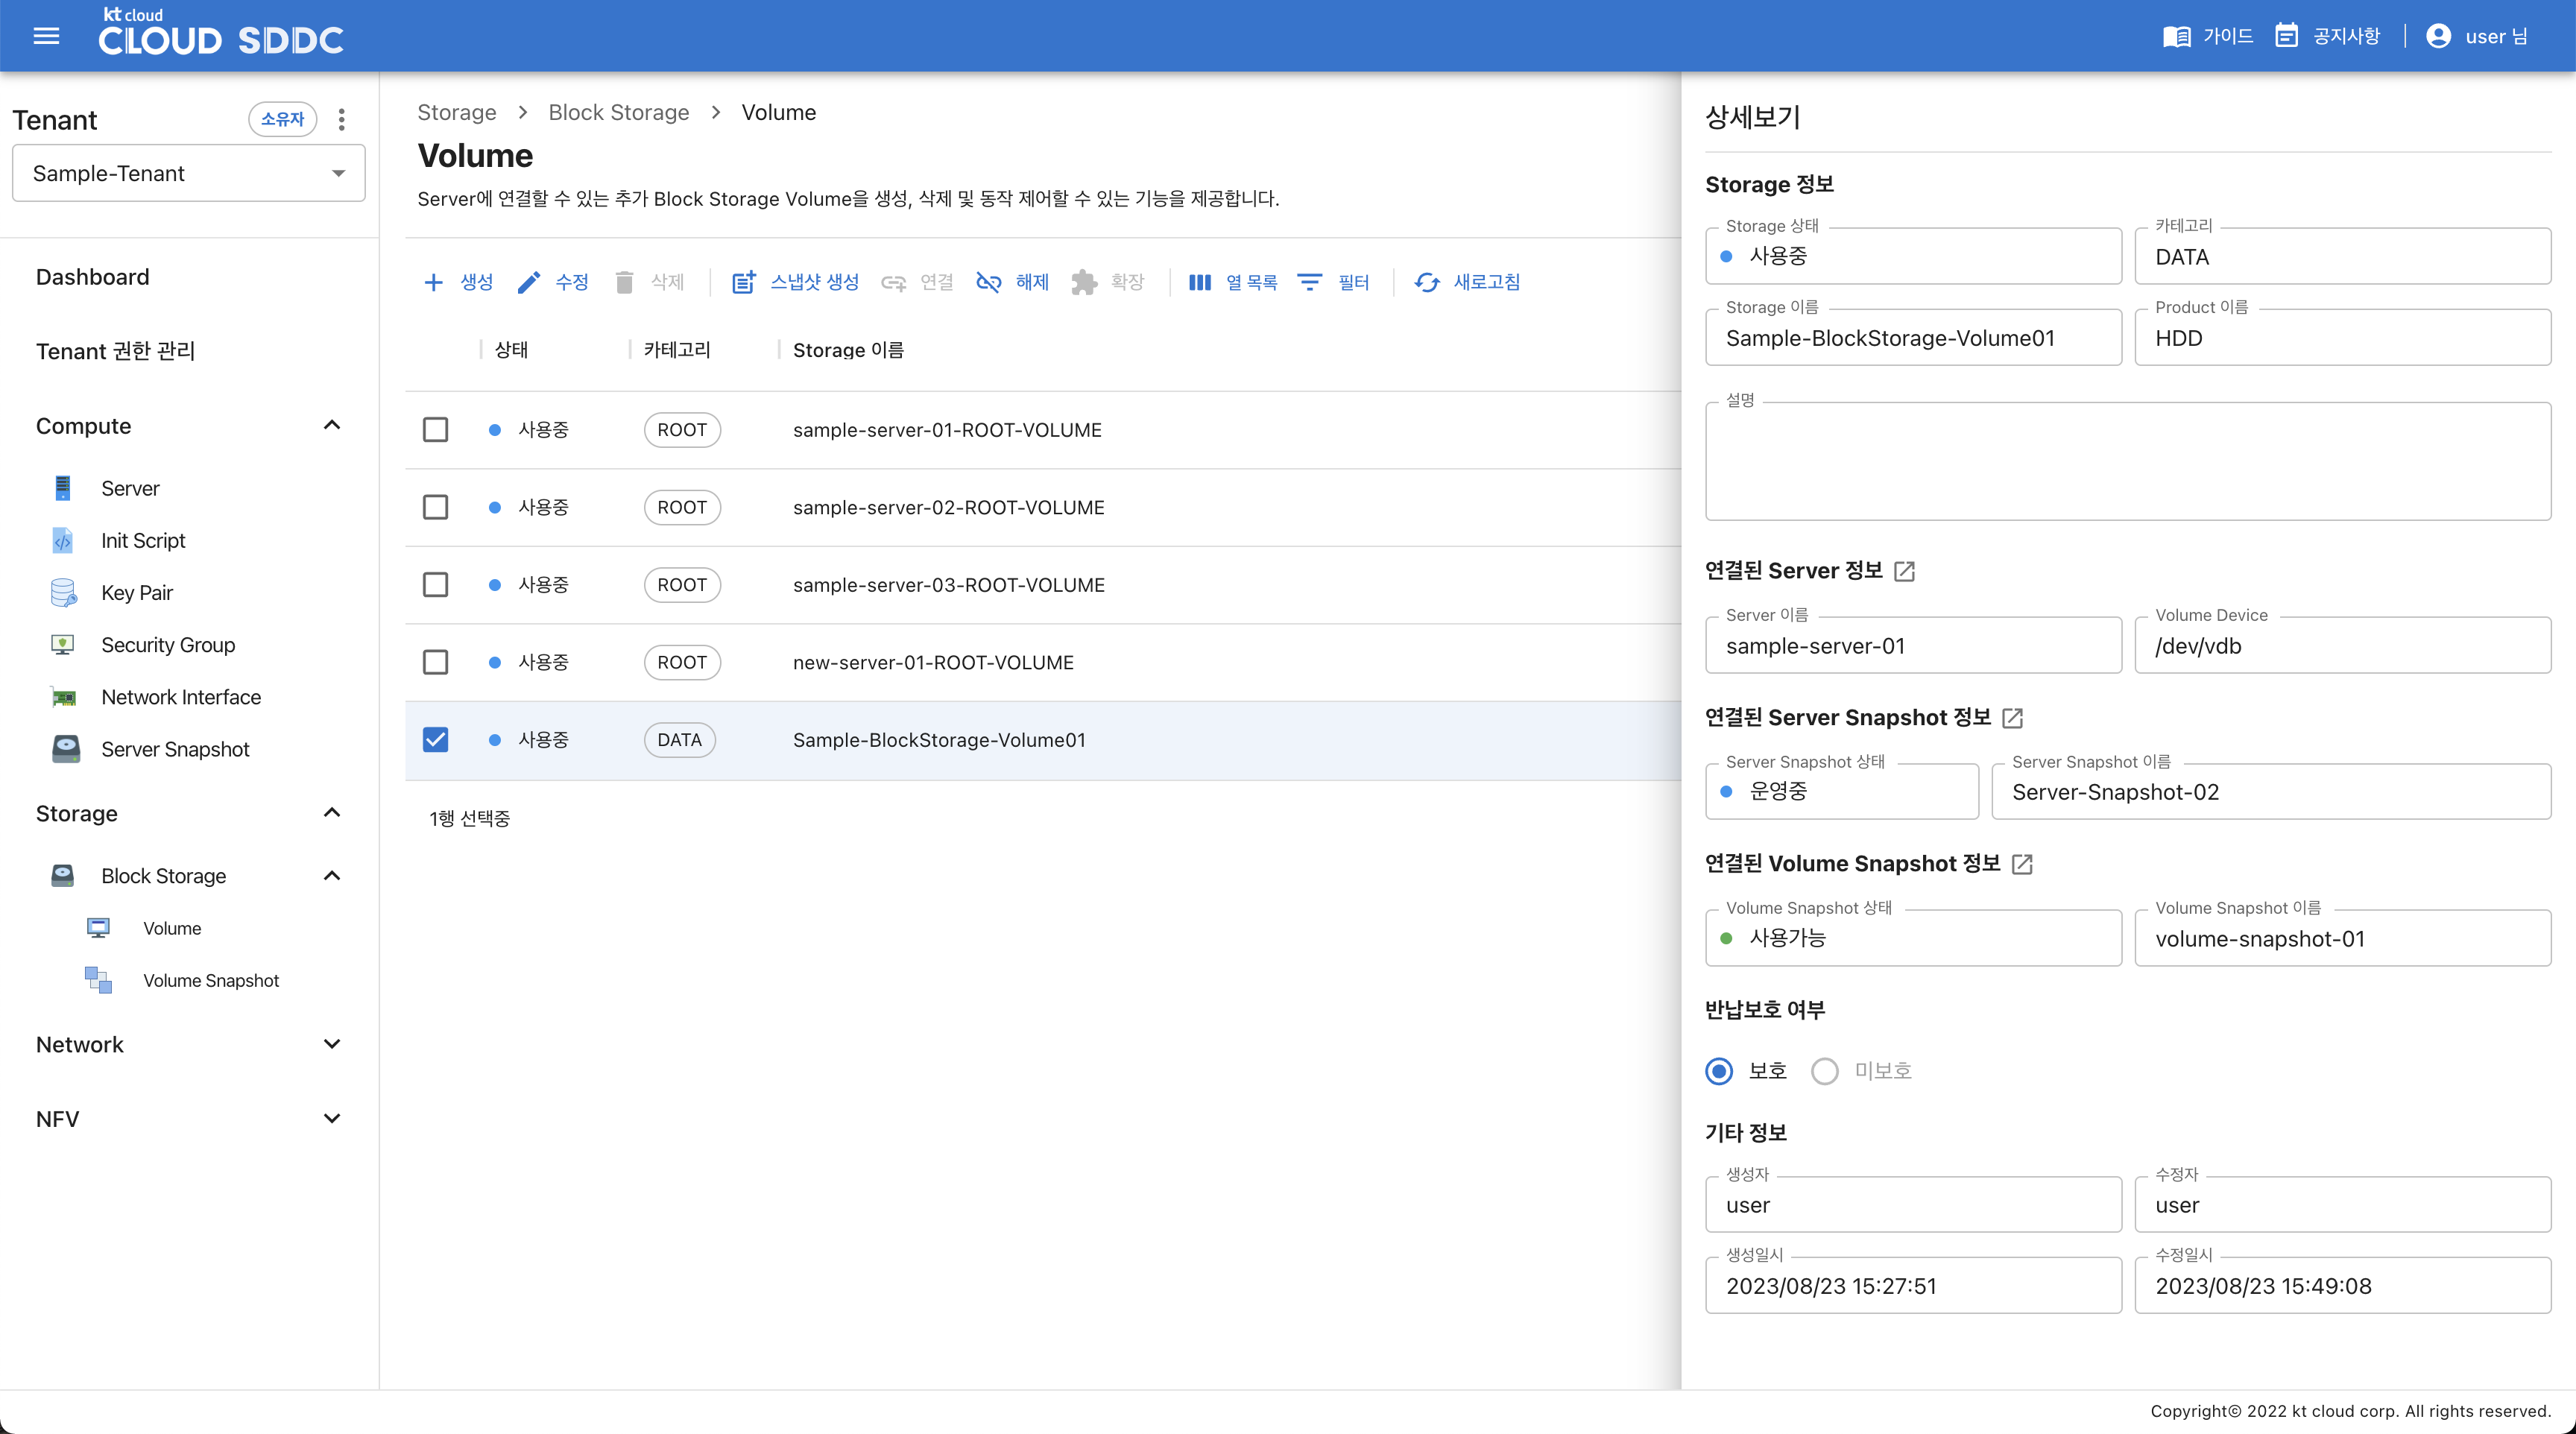 kt cloud
CLOUD SDDC
가이드
공지사항
user 님
Tenant
소유자
Sample-Tenant
Dashboard
Tenant 권한 관리
Compute
Server
Init Script
Key Pair
Security Group
Network Interface
Server Snapshot
Storage
Block Storage
Volume
Volume Snapshot
Network
NFV
Storage > Block Storage > Volume
Volume
Server에 연결할 수 있는 추가 Block Storage Volume을 생성, 삭제 및 동작 제어할 수 있는 기능을 제공합니다.
생성 수정 삭제 스냅샷 생성 연결 해제 확장 열 목록 필터 새로고침
상태 카테고리 Storage 이름
사용중 ROOT sample-server-01-ROOT-VOLUME
사용중 ROOT sample-server-02-ROOT-VOLUME
사용중 ROOT sample-server-03-ROOT-VOLUME
사용중 ROOT new-server-01-ROOT-VOLUME
사용중 DATA Sample-BlockStorage-Volume01
1행 선택중
상세보기
Storage 정보
Storage 상태 카테고리
사용중 DATA
Storage 이름 Product 이름
Sample-BlockStorage-Volume01 HDD
설명
연결된 Server 정보
Server 이름 Volume Device
sample-server-01 /dev/vdb
연결된 Server Snapshot 정보
Server Snapshot 상태 Server Snapshot 이름
운영중 Server-Snapshot-02
연결된 Volume Snapshot 정보
Volume Snapshot 상태 Volume Snapshot 이름
사용가능 volume-snapshot-01
반납보호 여부
보호 미보호
기타 정보
생성자 수정자
user user
생성일시 수정일시
2023/08/23 15:27:51 2023/08/23 15:49:08
Copyright© 2022 kt cloud corp. All rights reserved.